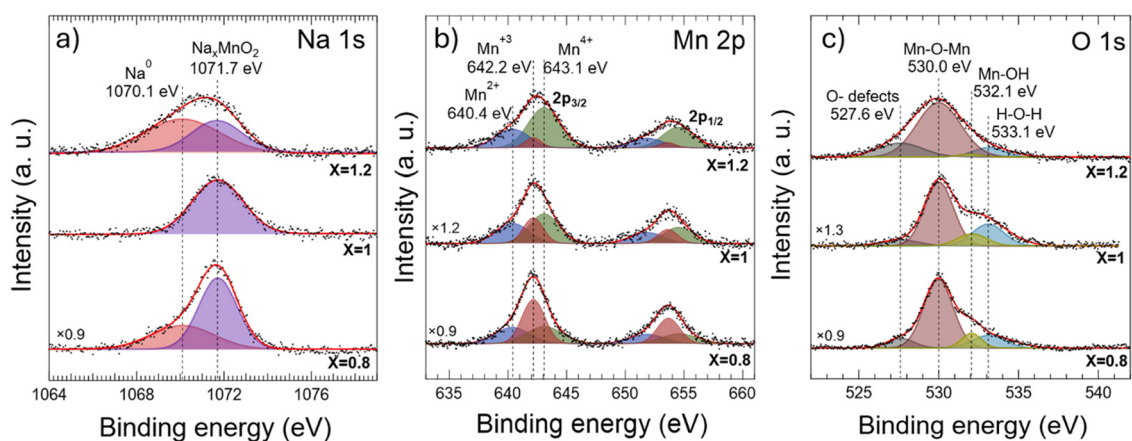 a)
Na 1s
Na⁰
1070.1 eV
NaₓMnO₂
1071.7 eV
X=1.2
X=1
×0.9
X=0.8
Intensity (a. u.)
1064 1068 1072 1076
Binding energy (eV)
b)
Mn 2p
Mn⁺³
642.2 eV
Mn⁴⁺
643.1 eV
Mn²⁺
640.4 eV
2p₃/₂
2p₁/₂
X=1.2
×1.2
X=1
×0.9
X=0.8
Intensity (a. u.)
635 640 645 650 655 660
Binding energy (eV)
c)
O 1s
Mn-O-Mn
530.0 eV
O- defects
527.6 eV
Mn-OH
532.1 eV
H-O-H
533.1 eV
X=1.2
×1.3
X=1
×0.9
X=0.8
Intensity (a. u.)
525 530 535 540
Binding energy (eV)